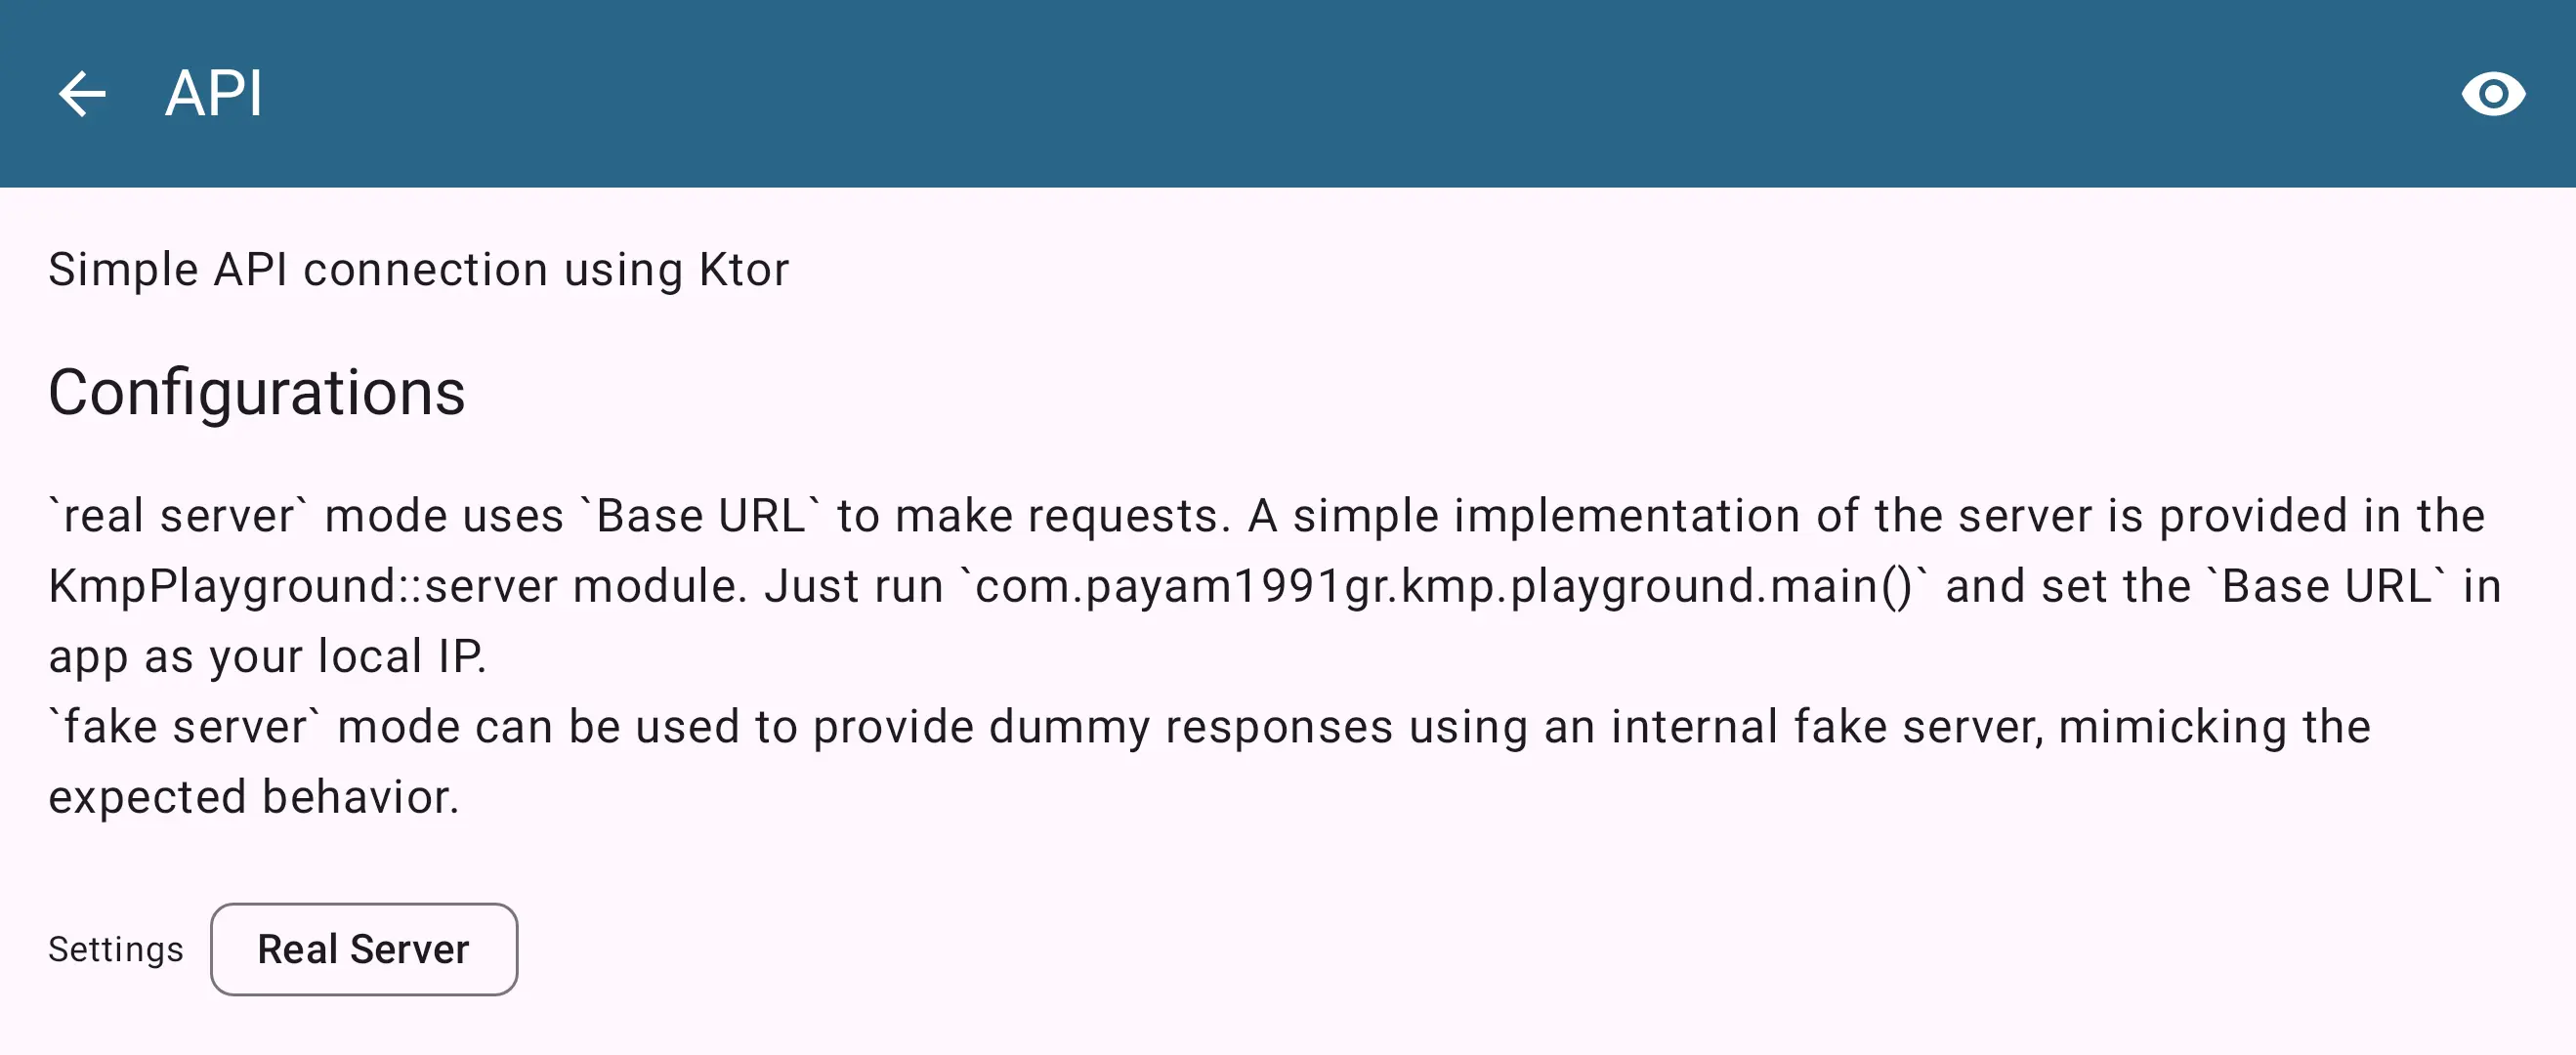 API
Simple API connection using Ktor
Configurations
`real server` mode uses `Base URL` to make requests. A simple implementation of the server is provided in the
KmpPlayground::server module. Just run `com.payam1991gr.kmp.playground.main()` and set the `Base URL` in
app as your local IP.
`fake server` mode can be used to provide dummy responses using an internal fake server, mimicking the
expected behavior.
Settings Real Server